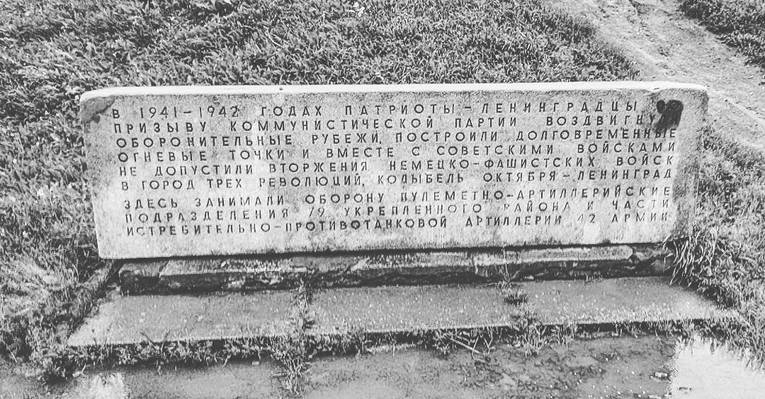 В 1941–1942 ГОДАХ ПАТРИОТЫ–ЛЕНИНГРАДЦЫ
ПРИЗЫВУ КОММУНИСТИЧЕСКОЙ ПАРТИИ ВОЗДВИГНУ
ОБОРОНИТЕЛЬНЫЕ РУБЕЖИ, ПОСТРОИЛИ ДОЛГОВРЕМЕННЫЕ
ОГНЕВЫЕ ТОЧКИ И ВМЕСТЕ С СОВЕТСКИМИ ВОЙСКАМИ
НЕ ДОПУСТИЛИ ВТОРЖЕНИЯ НЕМЕЦКО-ФАШИСТСКИХ ВОЙСК
В ГОРОД ТРЕХ РЕВОЛЮЦИЙ, КОЛЫБЕЛЬ ОКТЯБРЯ–ЛЕНИНГРАД
ЗДЕСЬ ЗАНИМАЛИ ОБОРОНУ ПУЛЕМЕТНО-АРТИЛЛЕРИЙСКИЕ
ПОДРАЗДЕЛЕНИЯ 79 УКРЕПЛЕННОГО РАЙОНА И ЧАСТИ
ИСТРЕБИТЕЛЬНО-ПРОТИВОТАНКОВОЙ АРТИЛЛЕРИИ 42 АРМИИ